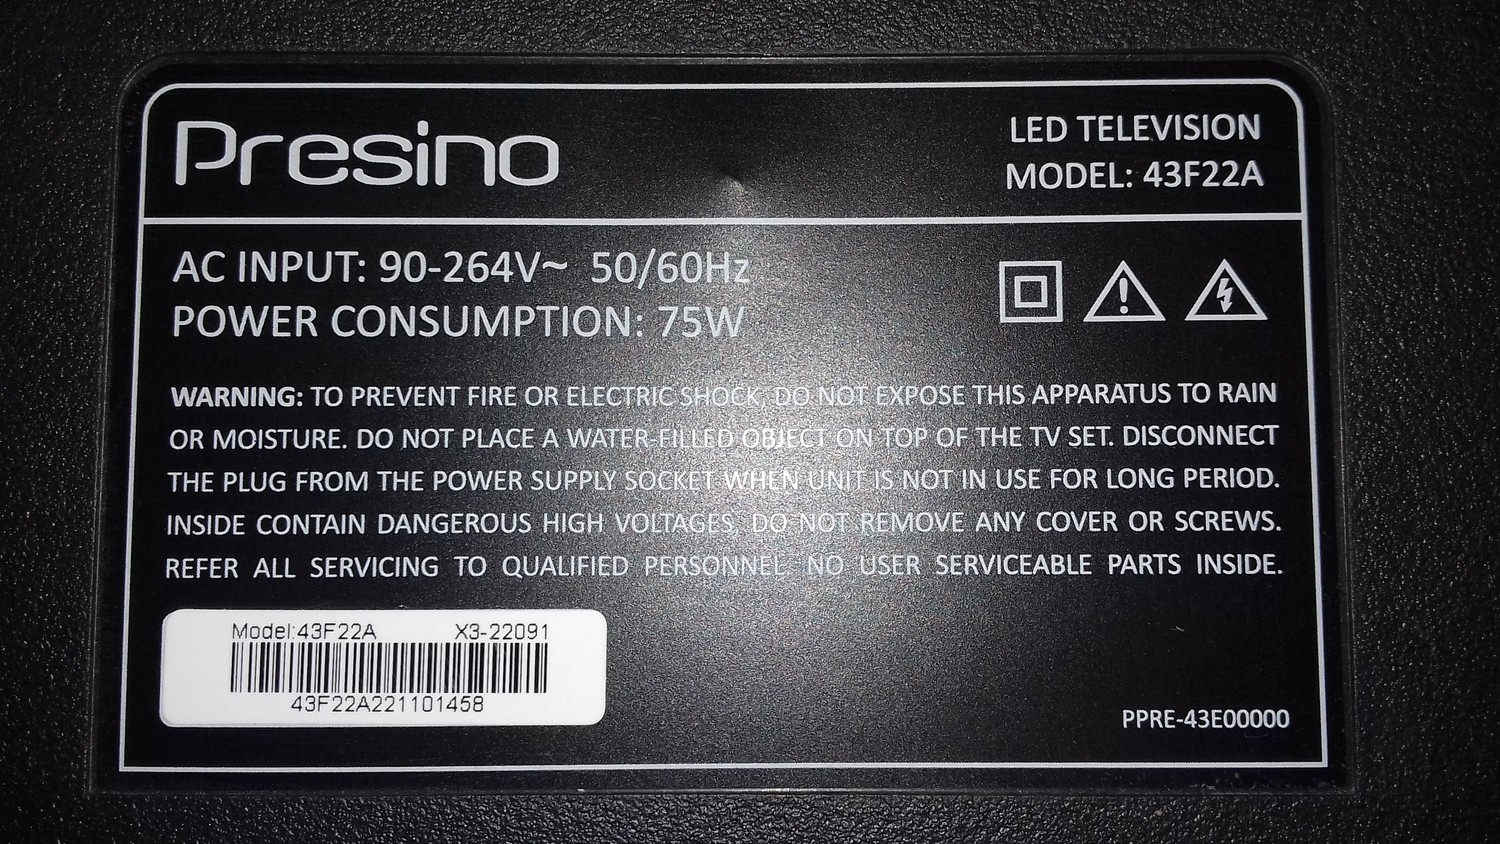 Presino
LED TELEVISION
MODEL: 43F22A
AC INPUT: 90-264V~ 50/60Hz
POWER CONSUMPTION: 75W
WARNING: TO PREVENT FIRE OR ELECTRIC SHOCK, DO NOT EXPOSE THIS APPARATUS TO RAIN
OR MOISTURE. DO NOT PLACE A WATER-FILLED OBJECT ON TOP OF THE TV SET. DISCONNECT
THE PLUG FROM THE POWER SUPPLY SOCKET WHEN UNIT IS NOT IN USE FOR LONG PERIOD.
INSIDE CONTAIN DANGEROUS HIGH VOLTAGES, DO NOT REMOVE ANY COVER OR SCREWS.
REFER ALL SERVICING TO QUALIFIED PERSONNEL NO USER SERVICEABLE PARTS INSIDE.
Model:43F22A X3-22091
43F22A221101458
PPRE-43E00000